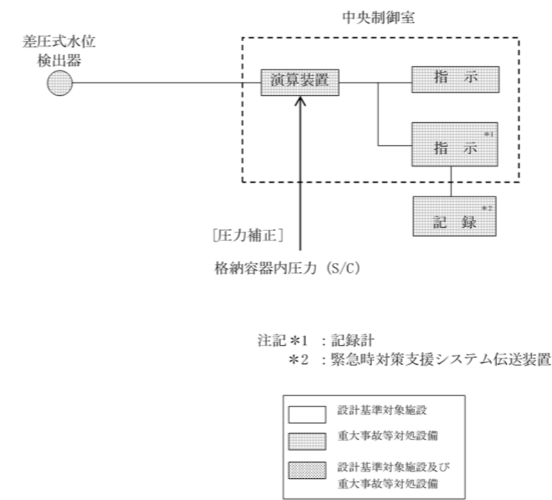 中央制御室
差圧式水位
検出器
演算装置
指　示
指　示 *1
記　録 *2
[圧力補正]
格納容器内圧力 (S/C)
注記*1 ：記録計
*2 ：緊急時対策支援システム伝送装置
設計基準対象施設
重大事故等対処設備
設計基準対象施設及び
重大事故等対処設備